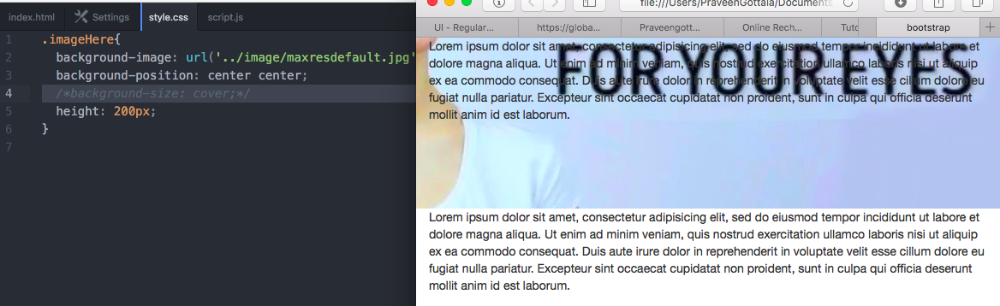 index.html Settings style.css script.js
1 .imageHere{
2 background-image: url('../image/maxresdefault.jpg'
3 background-position: center center;
4 /*background-size: cover;*/
5 height: 200px;
6 }
7
file:///Users/PraveenGottala/Documents
UI - Regular... https://globa... Praveengott... Online Rech... Tuto bootstrap
FOR YOUR EYES
Lorem ipsum dolor sit amet, consectetur adipisicing elit, sed do eiusmod tempor incididunt ut labore et
dolore magna aliqua. Ut enim ad minim veniam, quis nostrud exercitation ullamco laboris nisi ut aliquip
ex ea commodo consequat. Duis aute irure dolor in reprehenderit in voluptate velit esse cillum dolore eu
fugiat nulla pariatur. Excepteur sint occaecat cupidatat non proident, sunt in culpa qui officia deserunt
mollit anim id est laborum.
Lorem ipsum dolor sit amet, consectetur adipisicing elit, sed do eiusmod tempor incididunt ut labore et
dolore magna aliqua. Ut enim ad minim veniam, quis nostrud exercitation ullamco laboris nisi ut aliquip
ex ea commodo consequat. Duis aute irure dolor in reprehenderit in voluptate velit esse cillum dolore eu
fugiat nulla pariatur. Excepteur sint occaecat cupidatat non proident, sunt in culpa qui officia deserunt
mollit anim id est laborum.